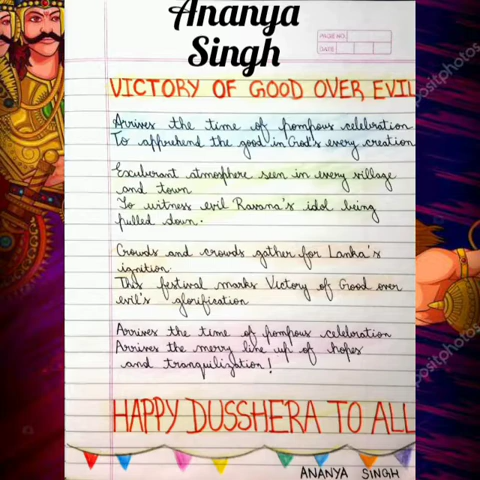 Ananya
Singh
PAGE NO.:
DATE:
VICTORY OF GOOD OVER EVIL
Arrives the time of pompous celebration
To apprehend the good in God's every creation
Exuberant atmosphere seen in every village
and town
To witness evil Ravana's idol being
pulled down.
Crowds and crowds gather for Lanka's
ignition
This festival marks Victory of Good over
evil's glorification
Arrives the time of pompous celebration
Arrives the merry line up of hopes
and tranquilization!
HAPPY DUSSHERA TO ALL
ANANYA SINGH
depositphotos